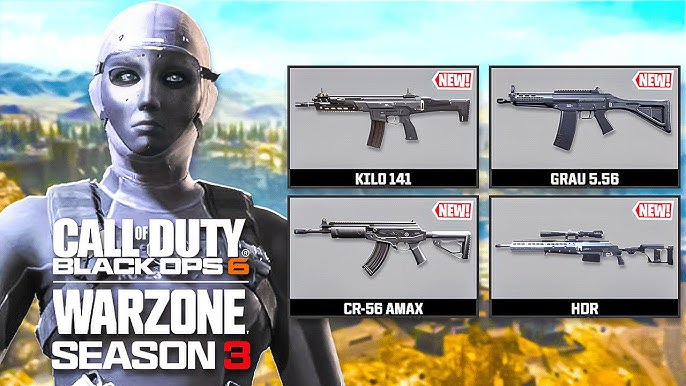 CALL OF DUTY®
BLACK OPS 6
WARZONE
SEASON 3
NEW!
KILO 141
NEW!
GRAU 5.56
NEW!
CR-56 AMAX
NEW!
HDR